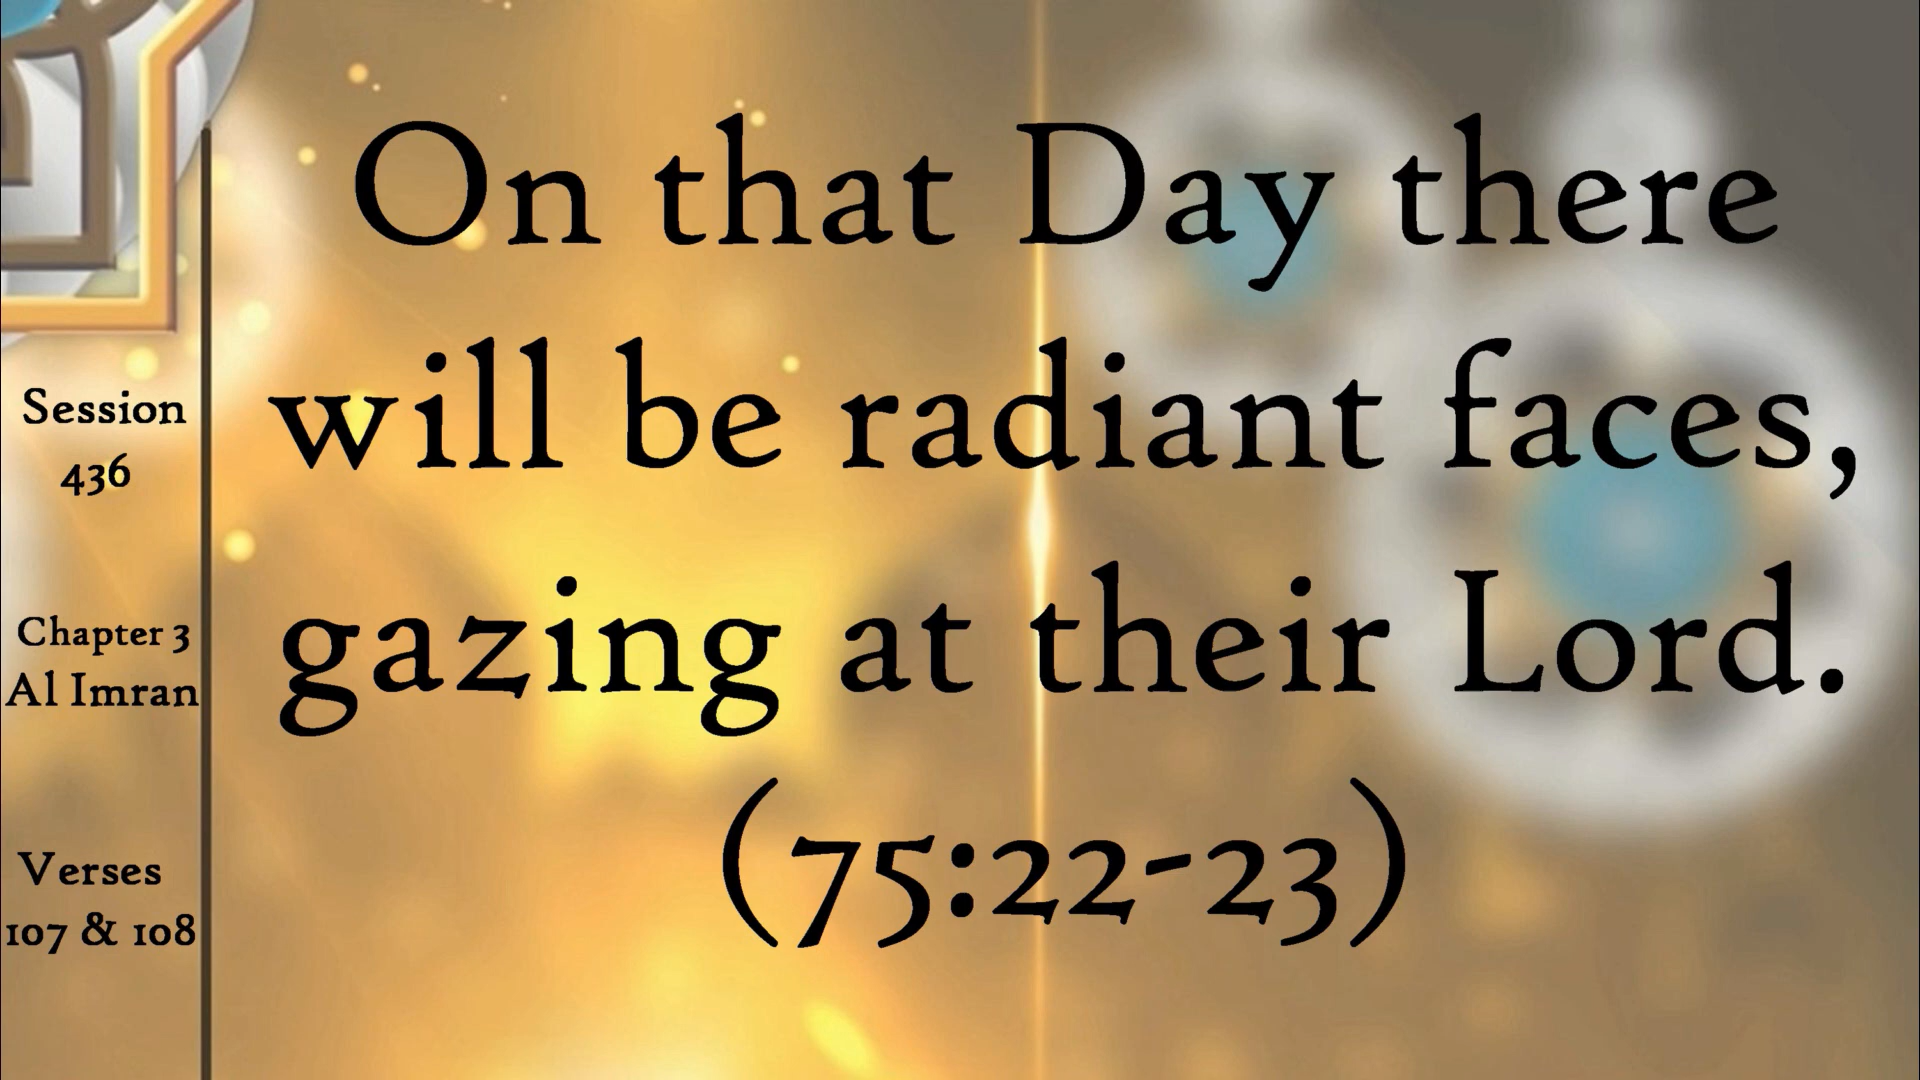 Session
436
Chapter 3
Al Imran
Verses
107 & 108
On that Day there
will be radiant faces,
gazing at their Lord.
(75:22-23)